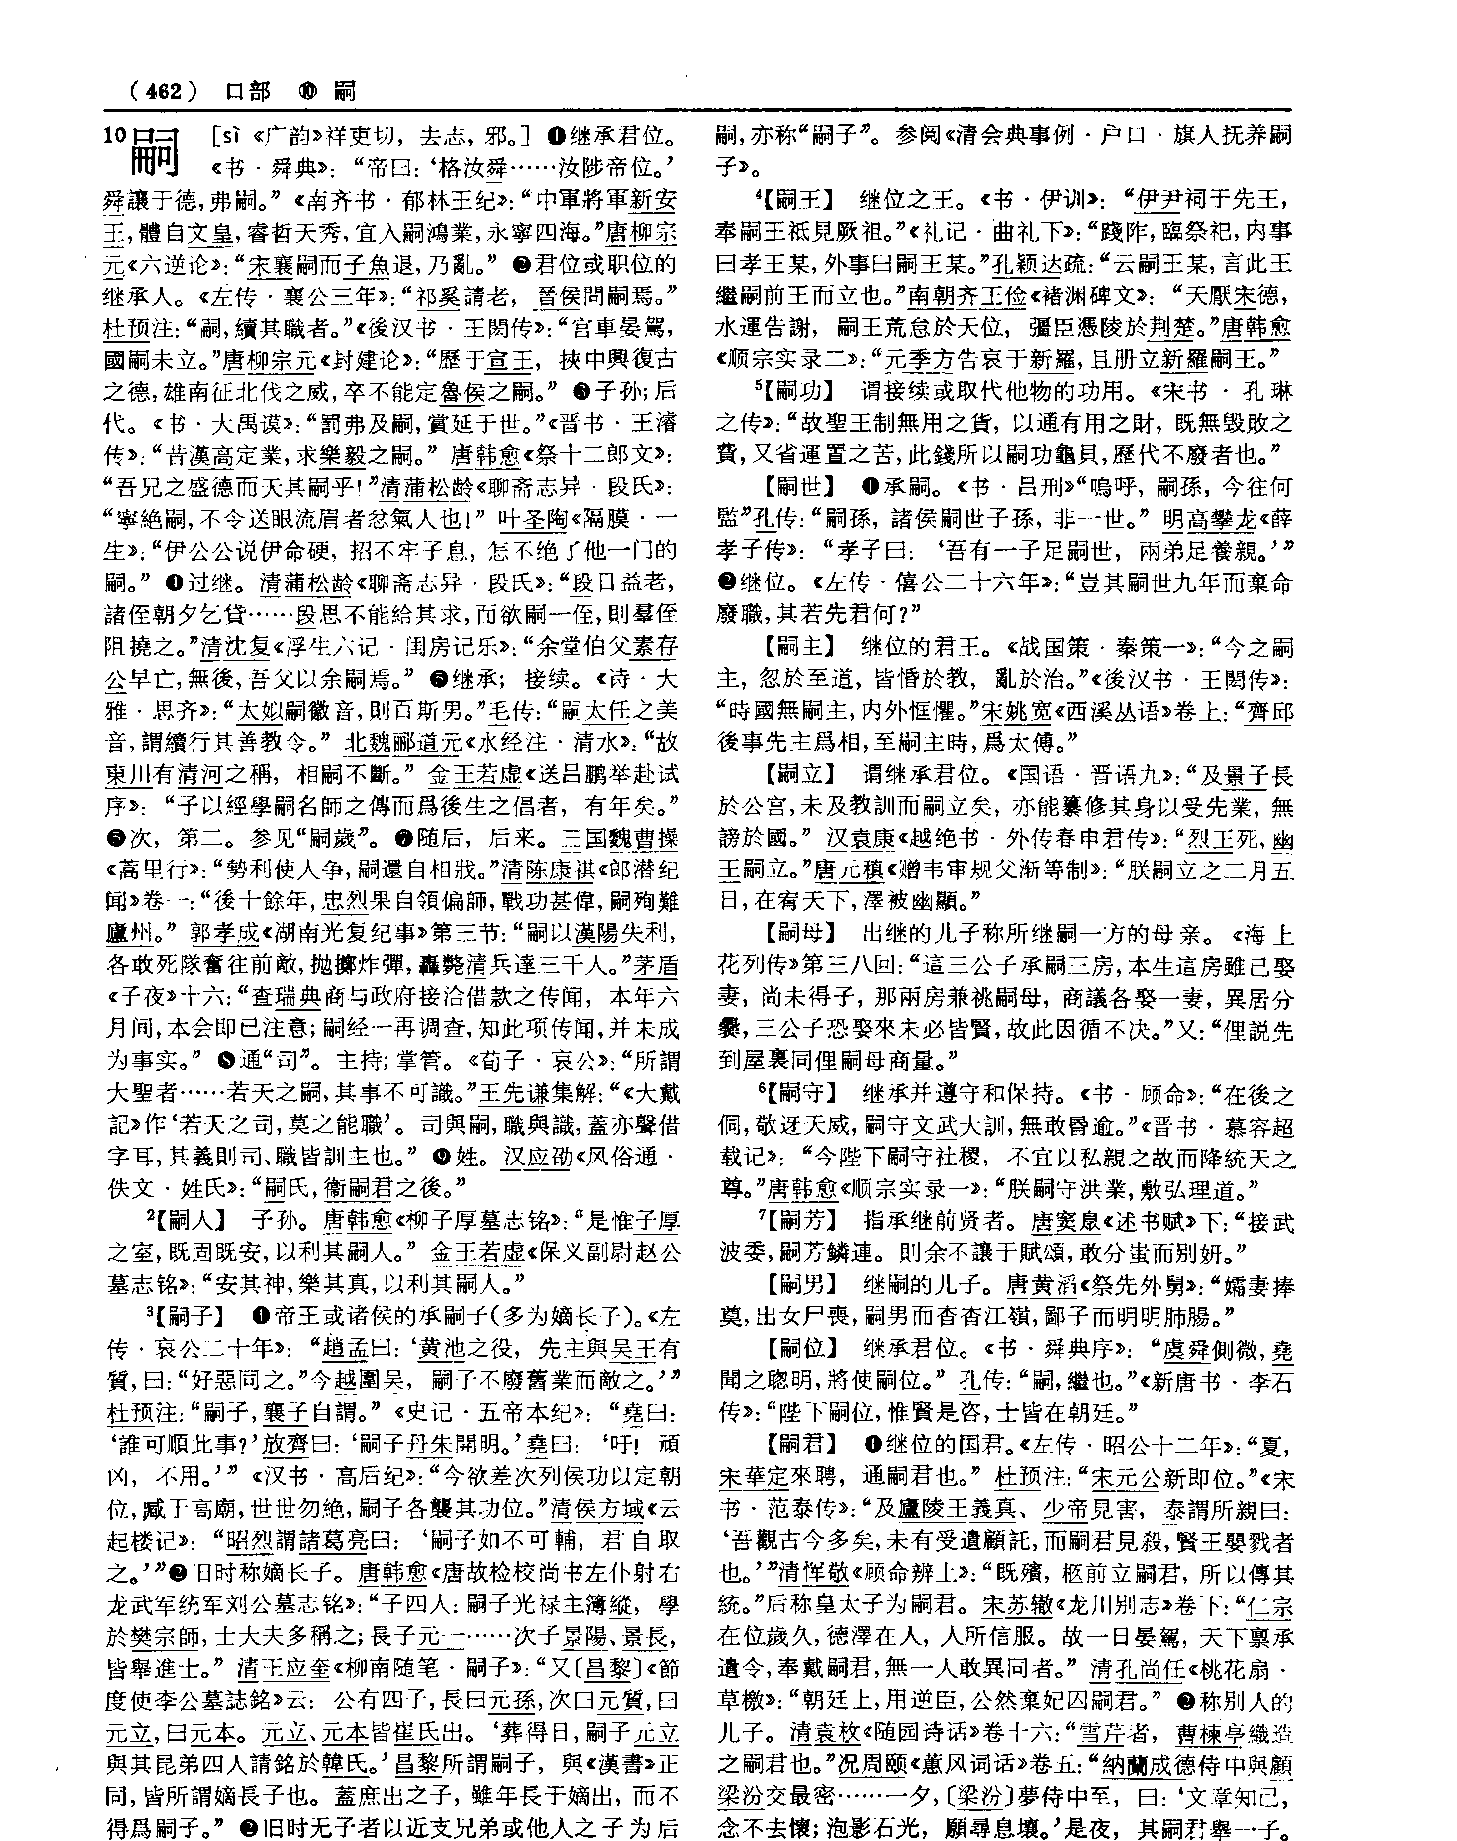 (462) 口部 ❿ 嗣
10嗣 [sì 《广韵》祥吏切，去志，邪。] ❶继承君位。
《书·舜典》：“帝曰：‘格汝舜……汝陟帝位。’
舜讓于德，弗嗣。”《南齐书·郁林王纪》：“中軍將軍新安
王，體自文皇，睿哲天秀，宜入嗣鴻業，永寧四海。”唐柳宗
元《六逆论》：“宋襄嗣而子魚退，乃亂。” ❷君位或职位的
继承人。《左传·襄公三年》：“祁奚請老，晉侯問嗣焉。”
杜预注：“嗣，續其職者。”《後汉书·王閎传》：“宫車晏駕，
國嗣未立。”唐柳宗元《封建论》：“歷于宣王，挾中興復古
之德，雄南征北伐之威，卒不能定魯侯之嗣。” ❸子孙；后
代。《书·大禹谟》：“罰弗及嗣，賞延于世。”《晋书·王濬
传》：“昔漢高定業，求樂毅之嗣。” 唐韩愈《祭十二郎文》：
“吾兄之盛德而夭其嗣乎！”清蒲松龄《聊斋志异·段氏》：
“寧絶嗣，不令送眼流眉者忿氣人也！” 叶圣陶《隔膜·一
生》：“伊公公说伊命硬，招不牢子息，怎不绝了他一门的
嗣。” ❹过继。清蒲松龄《聊斋志异·段氏》：“段日益老，
諸侄朝夕乞貸……段思不能給其求，而欲嗣一侄，則羣侄
阻撓之。”清沈复《浮生六记·闺房记乐》：“余堂伯父素存
公早亡，無後，吾父以余嗣焉。” ❺继承；接续。《诗·大
雅·思齐》：“太姒嗣徽音，則百斯男。”毛传：“嗣太任之美
音，謂續行其善教令。” 北魏郦道元《水经注·清水》：“故
東川有清河之稱，相嗣不斷。” 金王若虚《送吕鹏举赴试
序》：“子以經學嗣名師之傳而爲後生之倡者，有年矣。”
❻次，第二。参见“嗣歲”。❼随后，后来。三国魏曹操
《蒿里行》：“勢利使人争，嗣還自相戕。”清陈康祺《郎潜纪
闻》卷一：“後十餘年，忠烈果自領偏師，戰功甚偉，嗣殉難
廬州。” 郭孝成《湖南光复纪事》第三节：“嗣以漢陽失利，
各敢死隊奮往前敵，抛擲炸彈，轟斃清兵達三千人。”茅盾
《子夜》十六：“查瑞典商与政府接洽借款之传闻，本年六
月间，本会即已注意；嗣经一再调查，知此项传闻，并未成
为事实。” ❽通“司”。主持；掌管。《荀子·哀公》：“所謂
大聖者……若天之嗣，其事不可識。”王先谦集解：“《大戴
記》作‘若天之司，莫之能職’。司與嗣，職與識，蓋亦聲借
字耳，其義則司、職皆訓主也。” ❾姓。汉应劭《风俗通·
佚文·姓氏》：“嗣氏，衞嗣君之後。”
2【嗣人】 子孙。唐韩愈《柳子厚墓志铭》：“是惟子厚
之室，既固既安，以利其嗣人。” 金王若虚《保义副尉赵公
墓志铭》：“安其神，樂其真，以利其嗣人。”
3【嗣子】 ❶帝王或诸侯的承嗣子（多为嫡长子）。《左
传·哀公二十年》：“趙孟曰：‘黄池之役，先主與吴王有
質，曰：“好惡同之。”今越圍吴，嗣子不廢舊業而敵之。’”
杜预注：“嗣子，襄子自謂。”《史记·五帝本纪》：“堯曰：
‘誰可順此事？’放齊曰：‘嗣子丹朱開明。’堯曰：‘吁！頑
凶，不用。’”《汉书·高后纪》：“今欲差次列侯功以定朝
位，臧于高廟，世世勿絶，嗣子各襲其功位。”清侯方域《云
起楼记》：“昭烈謂諸葛亮曰：‘嗣子如不可輔，君自取
之。’”❷旧时称嫡长子。唐韩愈《唐故检校尚书左仆射右
龙武军统军刘公墓志铭》：“子四人：嗣子光禄主簿縱，學
於樊宗師，士大夫多稱之；長子元一……次子景陽、景長，
皆舉進士。”清王应奎《柳南随笔·嗣子》：“又〔昌黎〕《節
度使李公墓誌銘》云：公有四子，長曰元孫，次曰元質，曰
元立，曰元本。元立、元本皆崔氏出。‘葬得日，嗣子元立
與其昆弟四人請銘於韓氏。’昌黎所謂嗣子，與《漢書》正
同，皆所謂嫡長子也。蓋庶出之子，雖年長于嫡出，而不
得爲嗣子。” ❷旧时无子者以近支兄弟或他人之子为后
嗣，亦称“嗣子”。参阅《清会典事例·户口·旗人抚养嗣
子》。
4【嗣王】 继位之王。《书·伊训》：“伊尹祠于先王，
奉嗣王祗見厥祖。”《礼记·曲礼下》：“踐阼，臨祭祀，内事
曰孝王某，外事曰嗣王某。”孔颖达疏：“云嗣王某，言此王
繼嗣前王而立也。”南朝齐王俭《褚渊碑文》：“天厭宋德，
水運告謝，嗣王荒怠於天位，彊臣憑陵於荆楚。”唐韩愈
《顺宗实录二》：“元季方告哀于新羅，且册立新羅嗣王。”
5【嗣功】 谓接续或取代他物的功用。《宋书·孔琳
之传》：“故聖王制無用之貨，以通有用之財，既無毁敗之
費，又省運置之苦，此錢所以嗣功龜貝，歷代不廢者也。”
【嗣世】 ❶承嗣。《书·吕刑》“嗚呼，嗣孫，今往何
監”孔传：“嗣孫，諸侯嗣世子孫，非一世。” 明高攀龙《薛
孝子传》：“孝子曰：‘吾有一子足嗣世，兩弟足養親。’”
❷继位。《左传·僖公二十六年》：“豈其嗣世九年而棄命
廢職，其若先君何？”
【嗣主】 继位的君王。《战国策·秦策一》：“今之嗣
主，忽於至道，皆惛於教，亂於治。”《後汉书·王閎传》：
“時國無嗣主，内外恇懼。”宋姚宽《西溪丛语》卷上：“齊邱
後事先主爲相，至嗣主時，爲太傅。”
【嗣立】 谓继承君位。《国语·晋语九》：“及景子長
於公宫，未及教訓而嗣立矣，亦能纂修其身以受先業，無
謗於國。” 汉袁康《越绝书·外传春申君传》：“烈王死，幽
王嗣立。”唐元稹《赠韦审规父渐等制》：“朕嗣立之二月五
日，在宥天下，澤被幽顯。”
【嗣母】 出继的儿子称所继嗣一方的母亲。《海上
花列传》第三八回：“這三公子承嗣三房，本生這房雖已娶
妻，尚未得子，那兩房兼祧嗣母，商議各娶一妻，異居分
爨，三公子恐娶來未必皆賢，故此因循不决。”又：“俚説先
到屋裏同俚嗣母商量。”
6【嗣守】 继承并遵守和保持。《书·顾命》：“在後之
侗，敬迓天威，嗣守文武大訓，無敢昏逾。”《晋书·慕容超
载记》：“今陛下嗣守社稷，不宜以私親之故而降統天之
尊。”唐韩愈《顺宗实录一》：“朕嗣守洪業，敷弘理道。”
7【嗣芳】 指承继前贤者。唐窦臮《述书赋》下：“接武
波委，嗣芳鱗連。則余不讓于賦頌，敢分蚩而别妍。”
【嗣男】 继嗣的儿子。唐黄滔《祭先外舅》：“孀妻捧
奠，出女尸喪，嗣男而杳杳江嶺，鄙子而明明肺腸。”
【嗣位】 继承君位。《书·舜典序》：“虞舜側微，堯
聞之聰明，將使嗣位。” 孔传：“嗣，繼也。”《新唐书·李石
传》：“陛下嗣位，惟賢是咨，士皆在朝廷。”
【嗣君】 ❶继位的国君。《左传·昭公十二年》：“夏，
宋華定來聘，通嗣君也。” 杜预注：“宋元公新即位。”《宋
书·范泰传》：“及廬陵王義真、少帝見害，泰謂所親曰：
‘吾觀古今多矣，未有受遺顧託，而嗣君見殺，賢王嬰戮者
也。’”清恽敬《顾命辨上》：“既殯，柩前立嗣君，所以傳其
統。”后称皇太子为嗣君。宋苏辙《龙川别志》卷下：“仁宗
在位歲久，德澤在人，人所信服。故一日晏駕，天下禀承
遺令，奉戴嗣君，無一人敢異同者。” 清孔尚任《桃花扇·
草檄》：“朝廷上，用逆臣，公然棄妃囚嗣君。” ❷称别人的
儿子。清袁枚《随园诗话》卷十六：“雪芹者，曹楝亭織造
之嗣君也。”况周颐《蕙风词话》卷五：“納蘭成德侍中與顧
梁汾交最密……一夕，〔梁汾〕夢侍中至，曰：‘文章知己，
念不去懷；泡影石光，願尋息壤。’是夜，其嗣君舉一子。